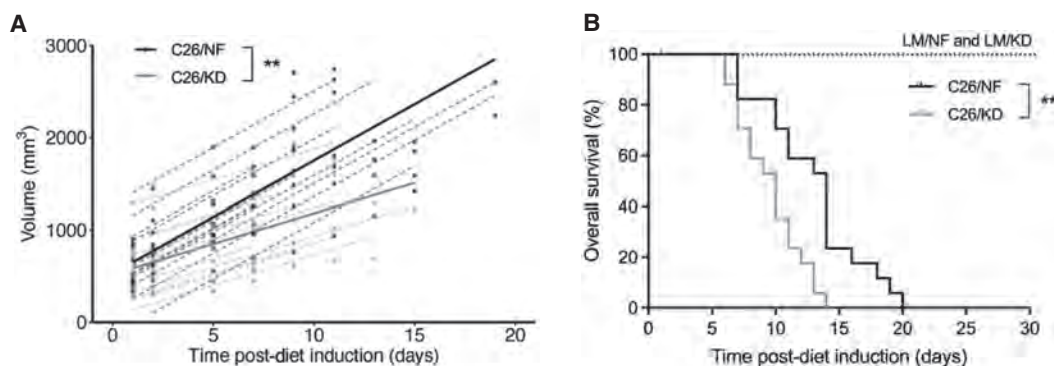 A
3000
2000
1000
0
Volume (mm³)
C26/NF
C26/KD
**
0
5
10
15
20
Time post-diet induction (days)
B
LM/NF and LM/KD
100
80
60
40
20
0
Overall survival (%)
C26/NF
C26/KD
**
0
5
10
15
20
25
30
Time post-diet induction (days)